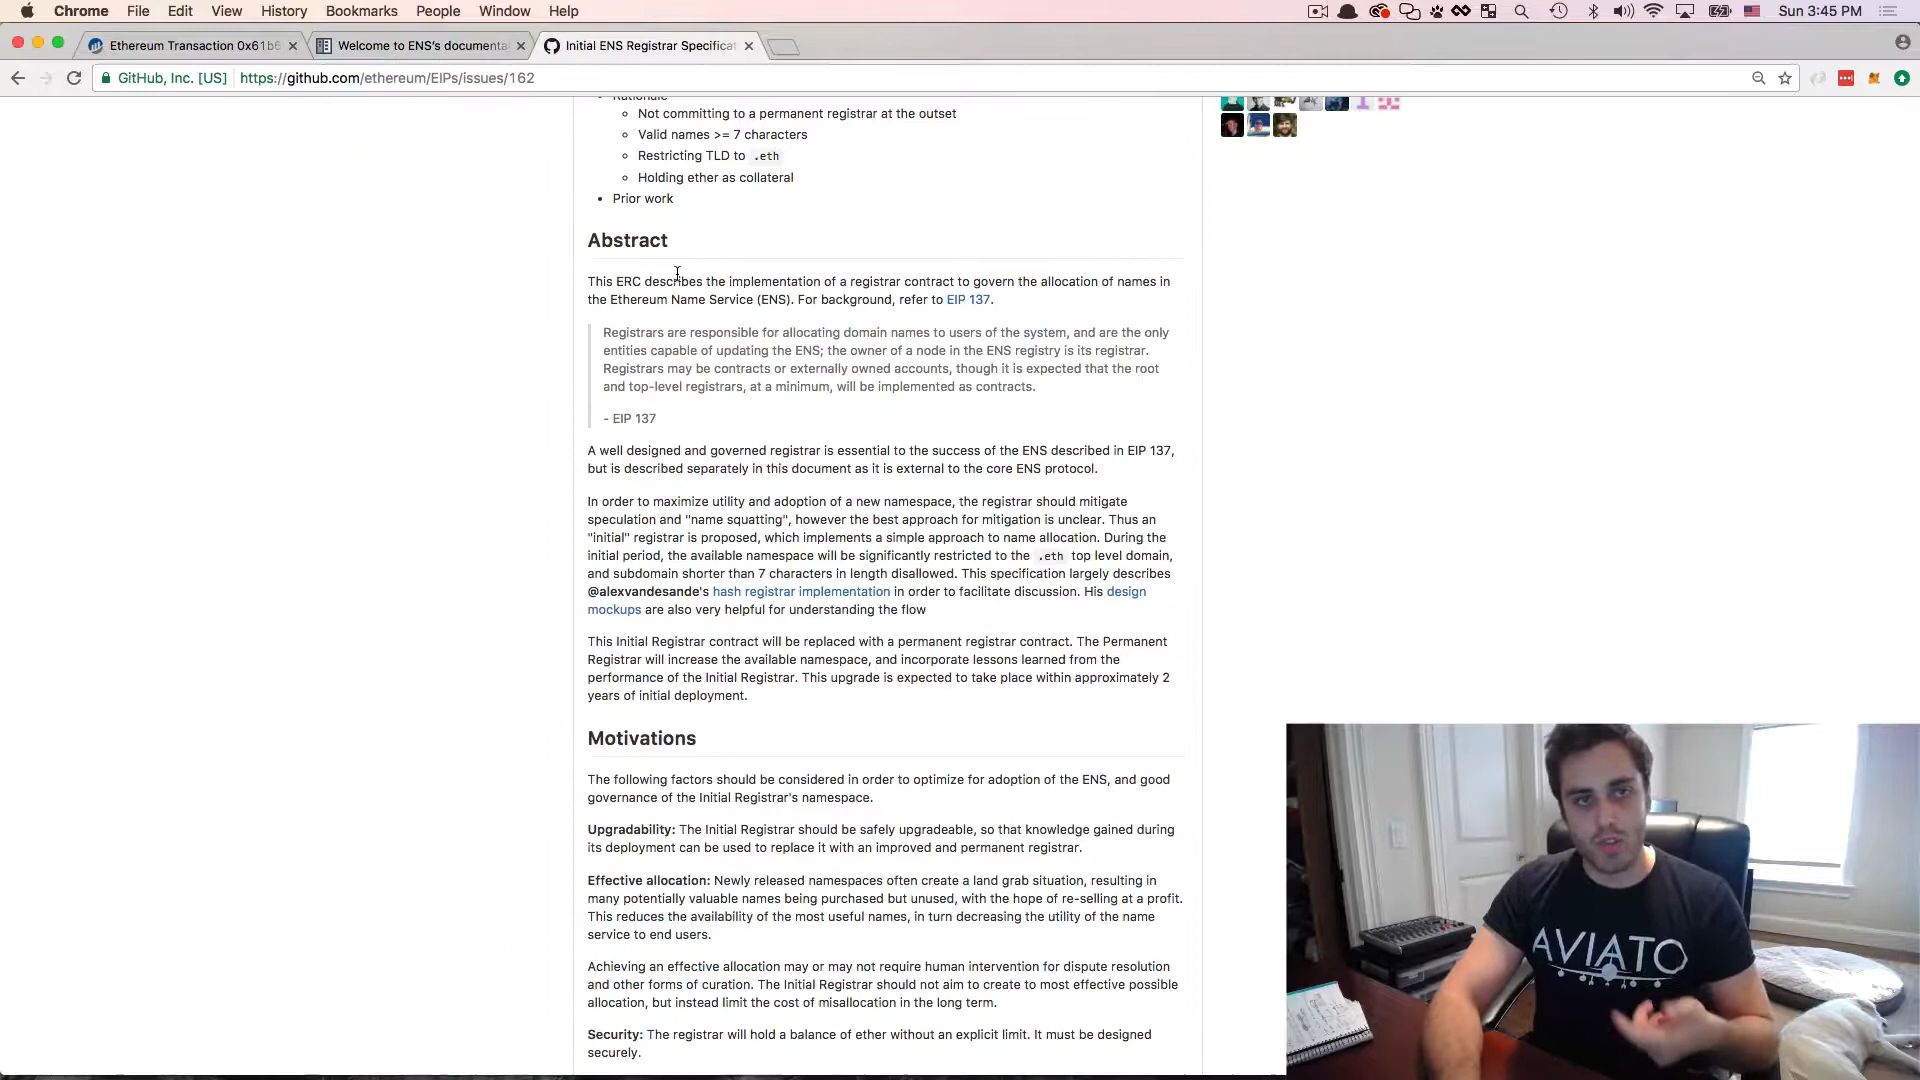 Chrome File Edit View History Bookmarks People Window Help
Sun 3:45 PM
Ethereum Transaction 0x61b6
Welcome to ENS's documenta
Initial ENS Registrar Specificat
GitHub, Inc. [US]
https://github.com/ethereum/EIPs/issues/162
Rationale
Not committing to a permanent registrar at the outset
Valid names >= 7 characters
Restricting TLD to .eth
Holding ether as collateral
Prior work
Abstract
This ERC describes the implementation of a registrar contract to govern the allocation of names in
the Ethereum Name Service (ENS). For background, refer to EIP 137.
Registrars are responsible for allocating domain names to users of the system, and are the only
entities capable of updating the ENS; the owner of a node in the ENS registry is its registrar.
Registrars may be contracts or externally owned accounts, though it is expected that the root
and top-level registrars, at a minimum, will be implemented as contracts.
- EIP 137
A well designed and governed registrar is essential to the success of the ENS described in EIP 137,
but is described separately in this document as it is external to the core ENS protocol.
In order to maximize utility and adoption of a new namespace, the registrar should mitigate
speculation and "name squatting", however the best approach for mitigation is unclear. Thus an
"initial" registrar is proposed, which implements a simple approach to name allocation. During the
initial period, the available namespace will be significantly restricted to the .eth top level domain,
and subdomain shorter than 7 characters in length disallowed. This specification largely describes
@alexvandesande's hash registrar implementation in order to facilitate discussion. His design
mockups are also very helpful for understanding the flow
This Initial Registrar contract will be replaced with a permanent registrar contract. The Permanent
Registrar will increase the available namespace, and incorporate lessons learned from the
performance of the Initial Registrar. This upgrade is expected to take place within approximately 2
years of initial deployment.
Motivations
The following factors should be considered in order to optimize for adoption of the ENS, and good
governance of the Initial Registrar's namespace.
Upgradability: The Initial Registrar should be safely upgradeable, so that knowledge gained during
its deployment can be used to replace it with an improved and permanent registrar.
Effective allocation: Newly released namespaces often create a land grab situation, resulting in
many potentially valuable names being purchased but unused, with the hope of re-selling at a profit.
This reduces the availability of the most useful names, in turn decreasing the utility of the name
service to end users.
Achieving an effective allocation may or may not require human intervention for dispute resolution
and other forms of curation. The Initial Registrar should not aim to create to most effective possible
allocation, but instead limit the cost of misallocation in the long term.
Security: The registrar will hold a balance of ether without an explicit limit. It must be designed
securely.
AVIATO